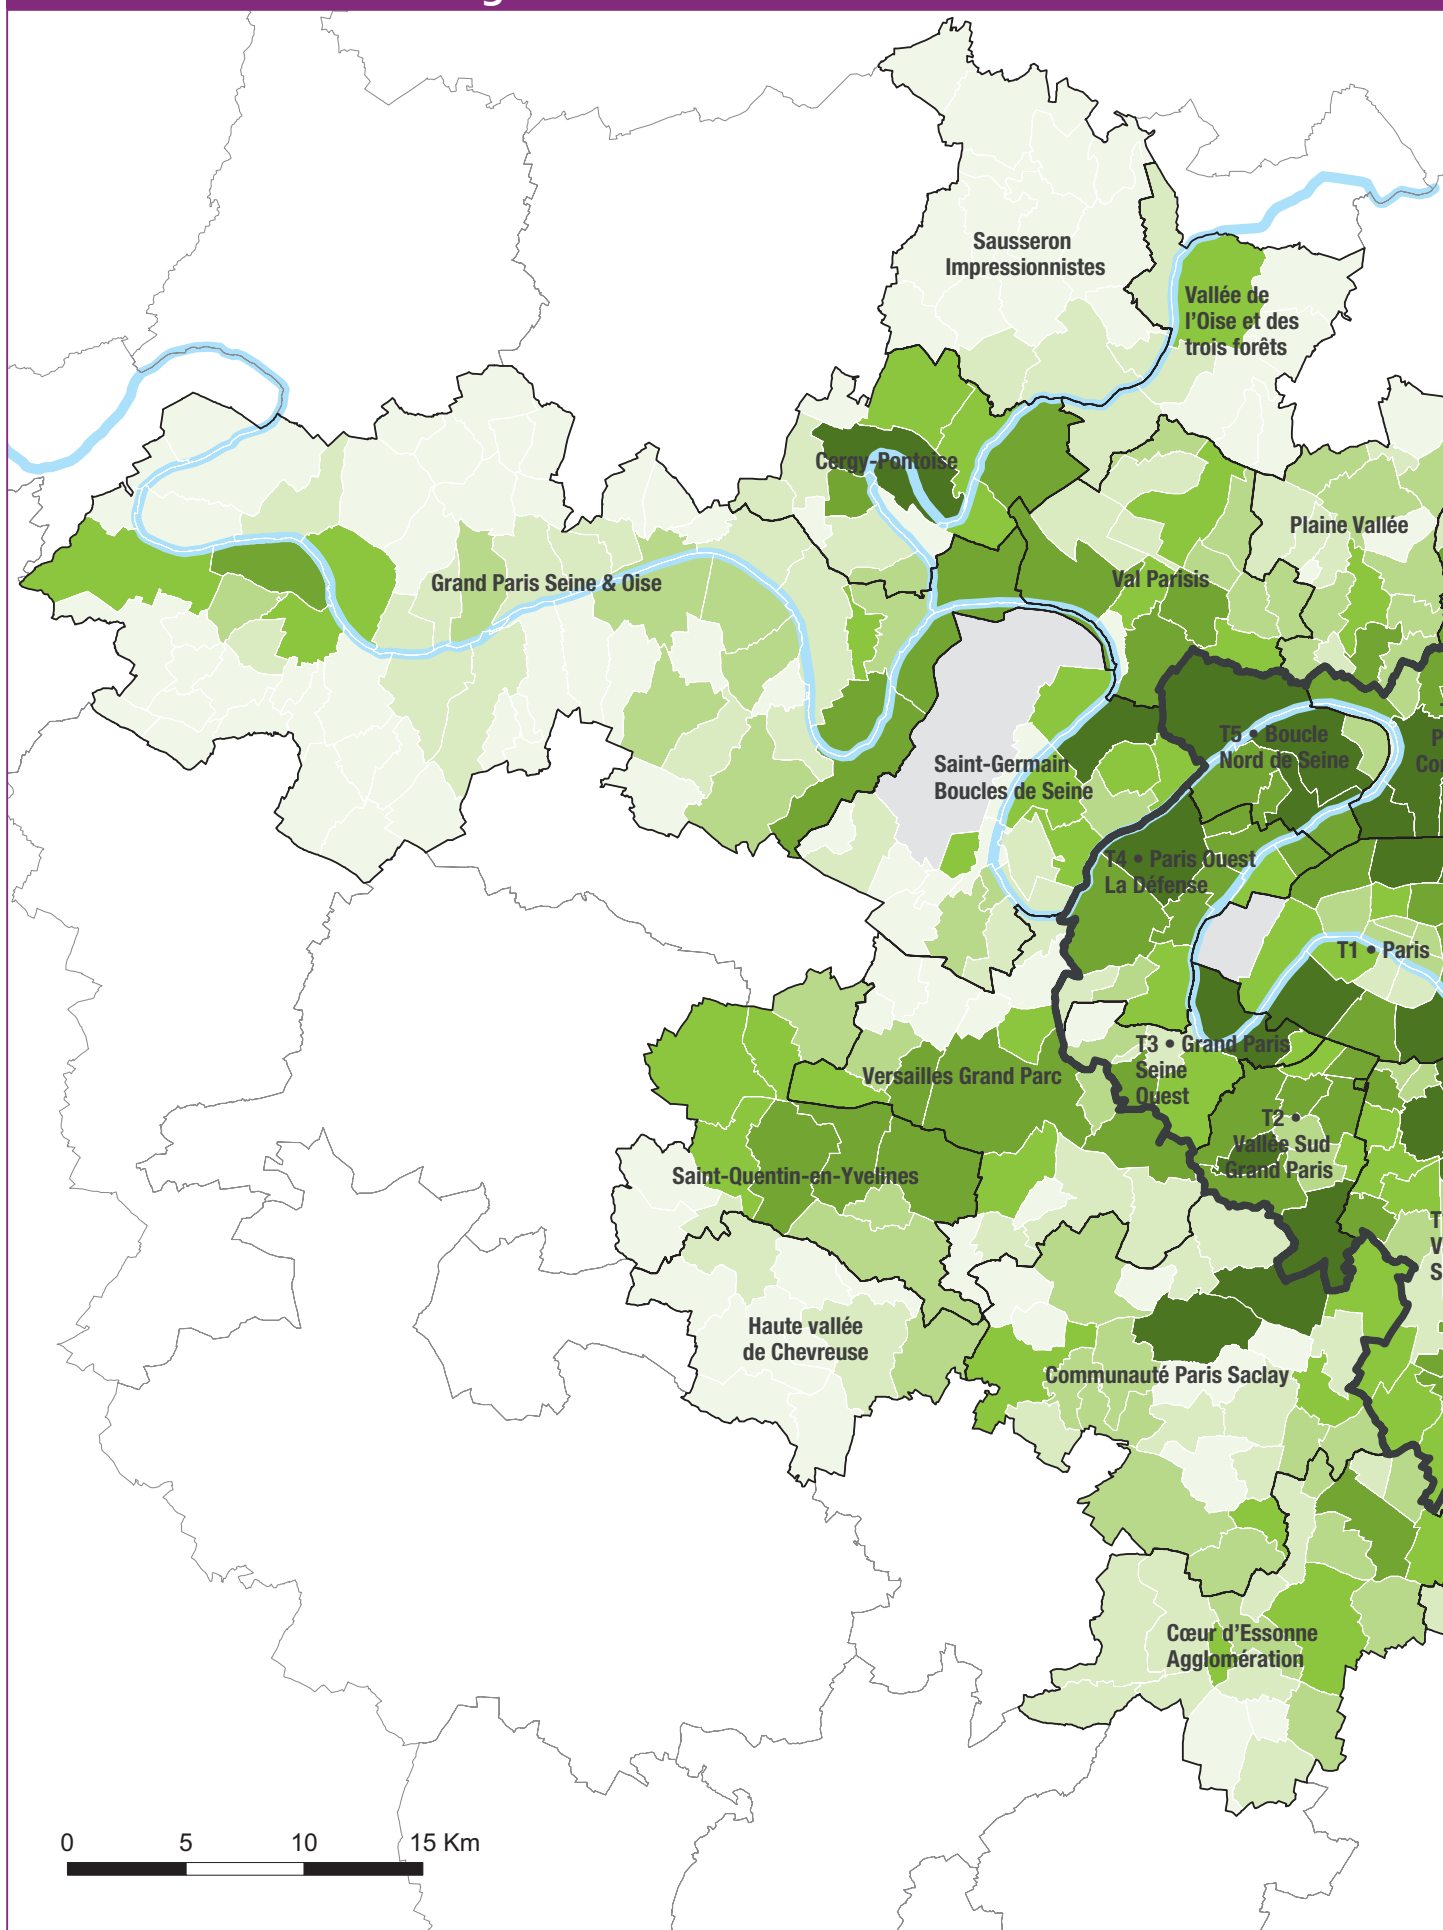 Sausseron
Impressionnistes
Vallée de
l'Oise et des
trois forêts
Cergy-Pontoise
Plaine Vallée
Grand Paris Seine & Oise
Val Parisis
T5 • Boucle
Nord de Seine
Saint-Germain
Boucles de Seine
T4 • Paris Ouest
La Défense
T1 • Paris
T3 • Grand Paris
Seine
Ouest
Versailles Grand Parc
T2 •
Vallée Sud
Grand Paris
Saint-Quentin-en-Yvelines
Haute vallée
de Chevreuse
Communauté Paris Saclay
Cœur d'Essonne
Agglomération
0 5 10 15 Km